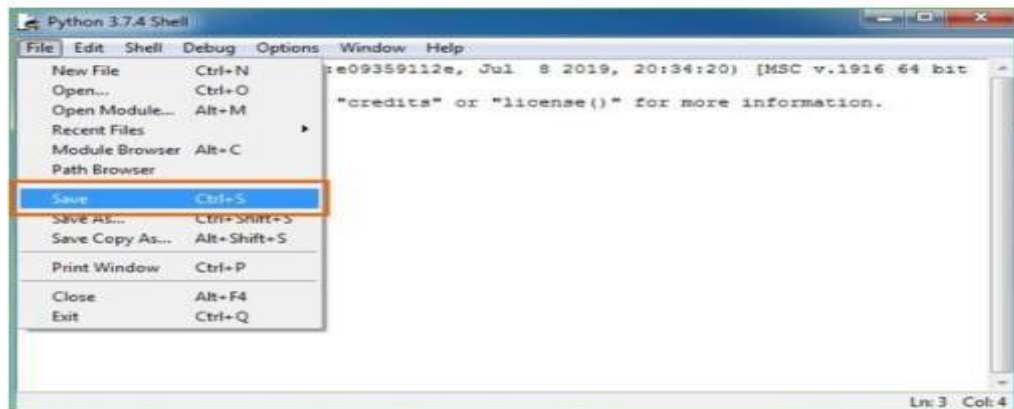 Python 3.7.4 Shell
File Edit Shell Debug Options Window Help
New File Ctrl+N
:e09359112e, Jul 8 2019, 20:34:20) [MSC v.1916 64 bit
Open... Ctrl+O
Open Module... Alt+M
"credits" or "license()" for more information.
Recent Files
Module Browser Alt+C
Path Browser
Save Ctrl+S
Save As... Ctrl+Shift+S
Save Copy As... Alt+Shift+S
Print Window Ctrl+P
Close Alt+F4
Exit Ctrl+Q
Ln: 3 Col: 4